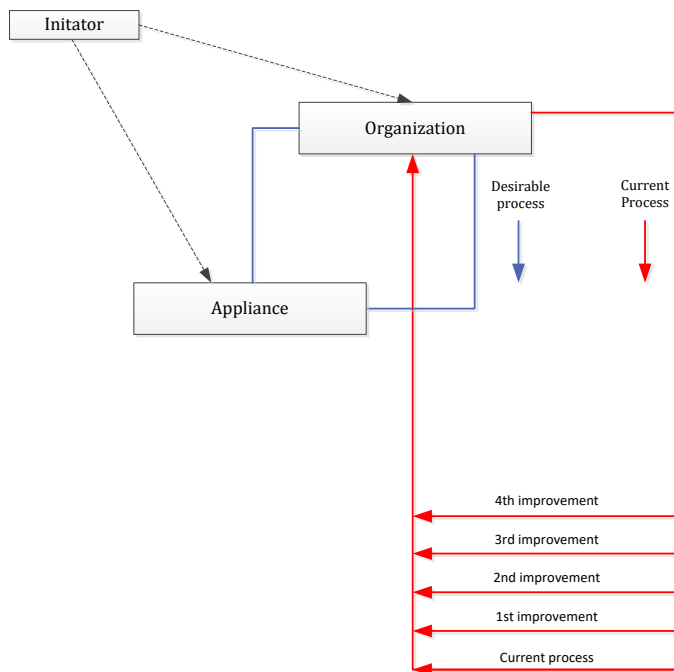 Initator
Organization
Desirable
process
Current
Process
Appliance
4th improvement
3rd improvement
2nd improvement
1st improvement
Current process